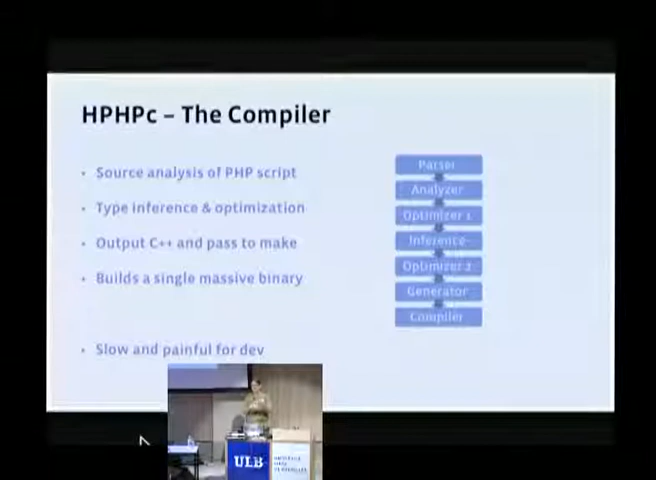 HPHPc – The Compiler
• Source analysis of PHP script
• Type inference & optimization
• Output C++ and pass to make
• Builds a single massive binary
• Slow and painful for dev
Parser
Analyzer
Optimizer 1
Inference
Optimizer 2
Generator
Compiler
ULB